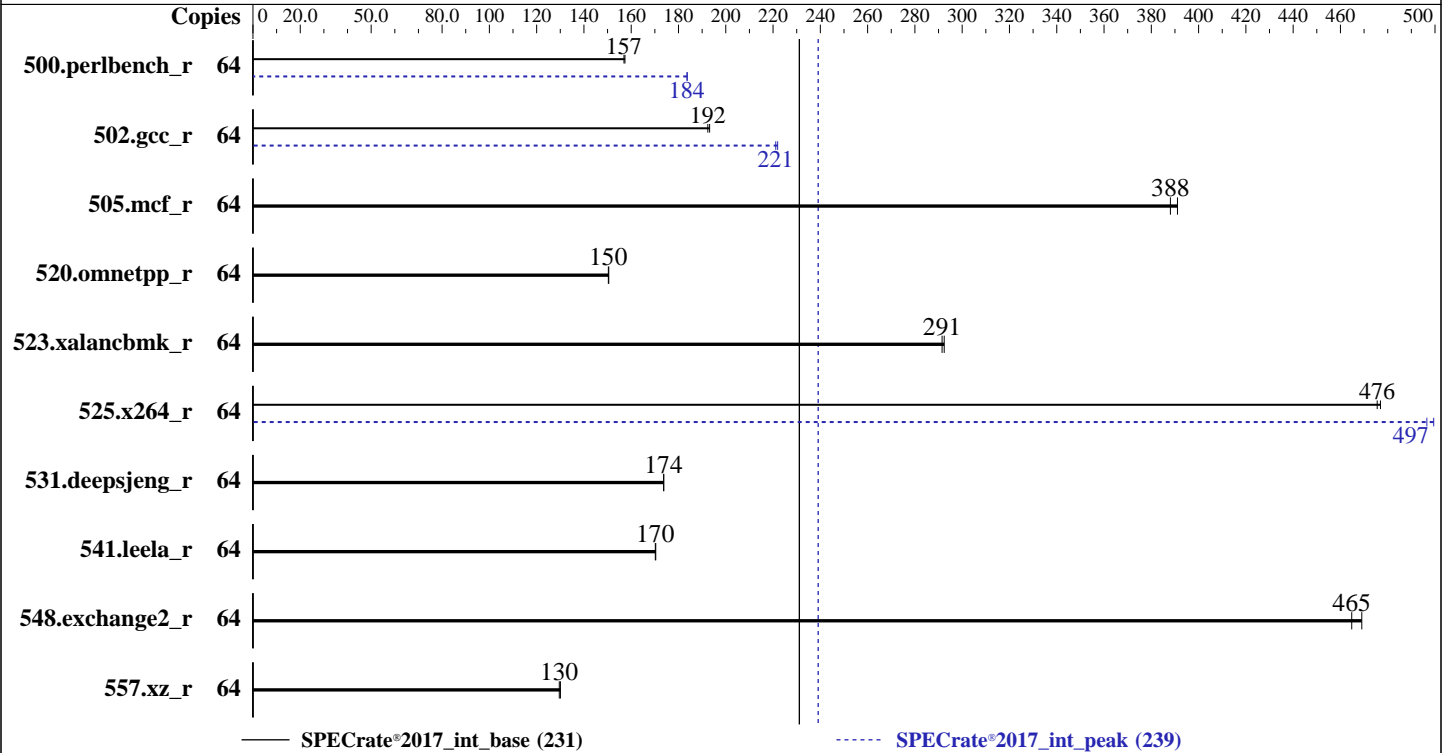 Copies 0 20.0 50.0 80.0 100 120 140 160 180 200 220 240 260 280 300 320 340 360 380 400 420 440 460 500
157
500.perlbench_r 64
184
192
502.gcc_r 64
221
388
505.mcf_r 64
150
520.omnetpp_r 64
291
523.xalancbmk_r 64
476
525.x264_r 64
497
174
531.deepsjeng_r 64
170
541.leela_r 64
465
548.exchange2_r 64
130
557.xz_r 64
SPECrate®2017_int_base (231) SPECrate®2017_int_peak (239)